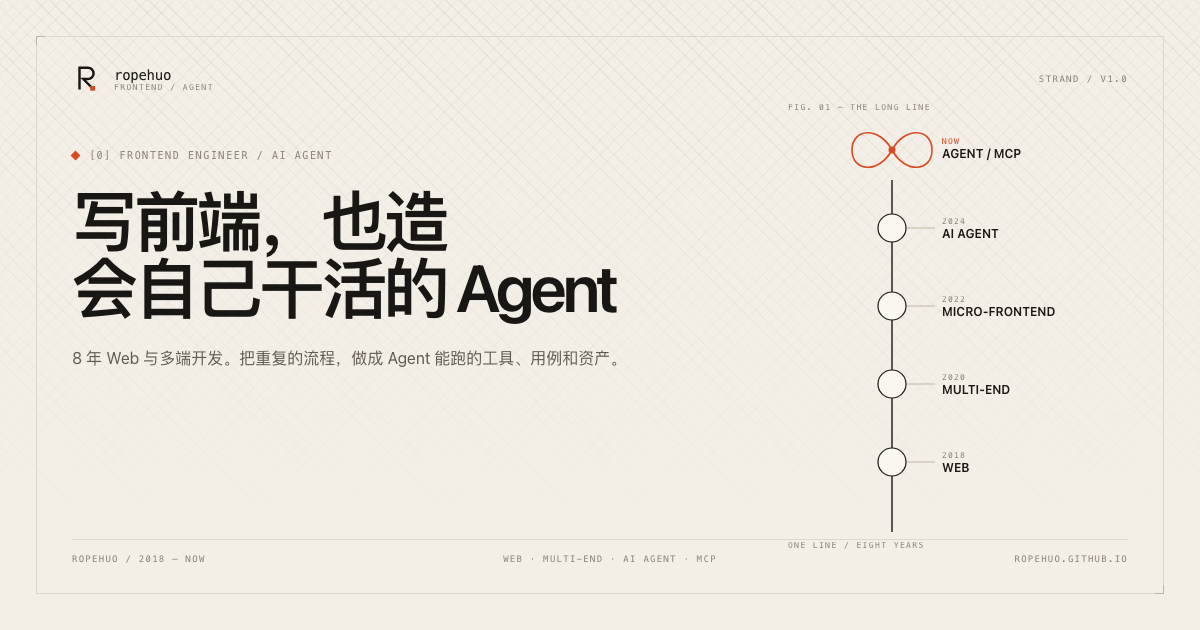 ropehuo
FRONTEND / AGENT
STRAND / V1.0
[0] FRONTEND ENGINEER / AI AGENT
写前端，也造
会自己干活的 Agent
8 年 Web 与多端开发。把重复的流程，做成 Agent 能跑的工具、用例和资产。
FIG. 01 — THE LONG LINE
NOW
AGENT / MCP
2024
AI AGENT
2022
MICRO-FRONTEND
2020
MULTI-END
2018
WEB
ONE LINE / EIGHT YEARS
ROPEHUO / 2018 — NOW
WEB · MULTI-END · AI AGENT · MCP
ROPEHUO.GITHUB.IO